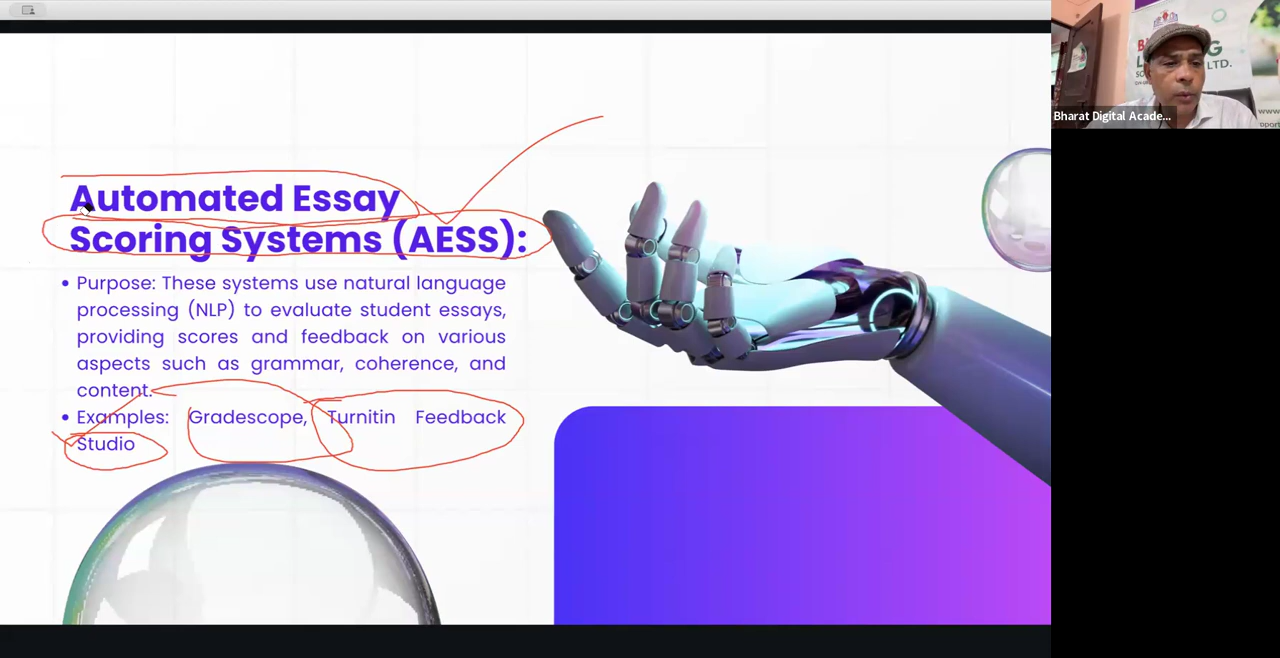 Automated Essay
Scoring Systems (AESS):
• Purpose: These systems use natural language
processing (NLP) to evaluate student essays,
providing scores and feedback on various
aspects such as grammar, coherence, and
content.
• Examples: Gradescope, Turnitin Feedback
Studio
Bharat Digital Acade...
LTD.
www.